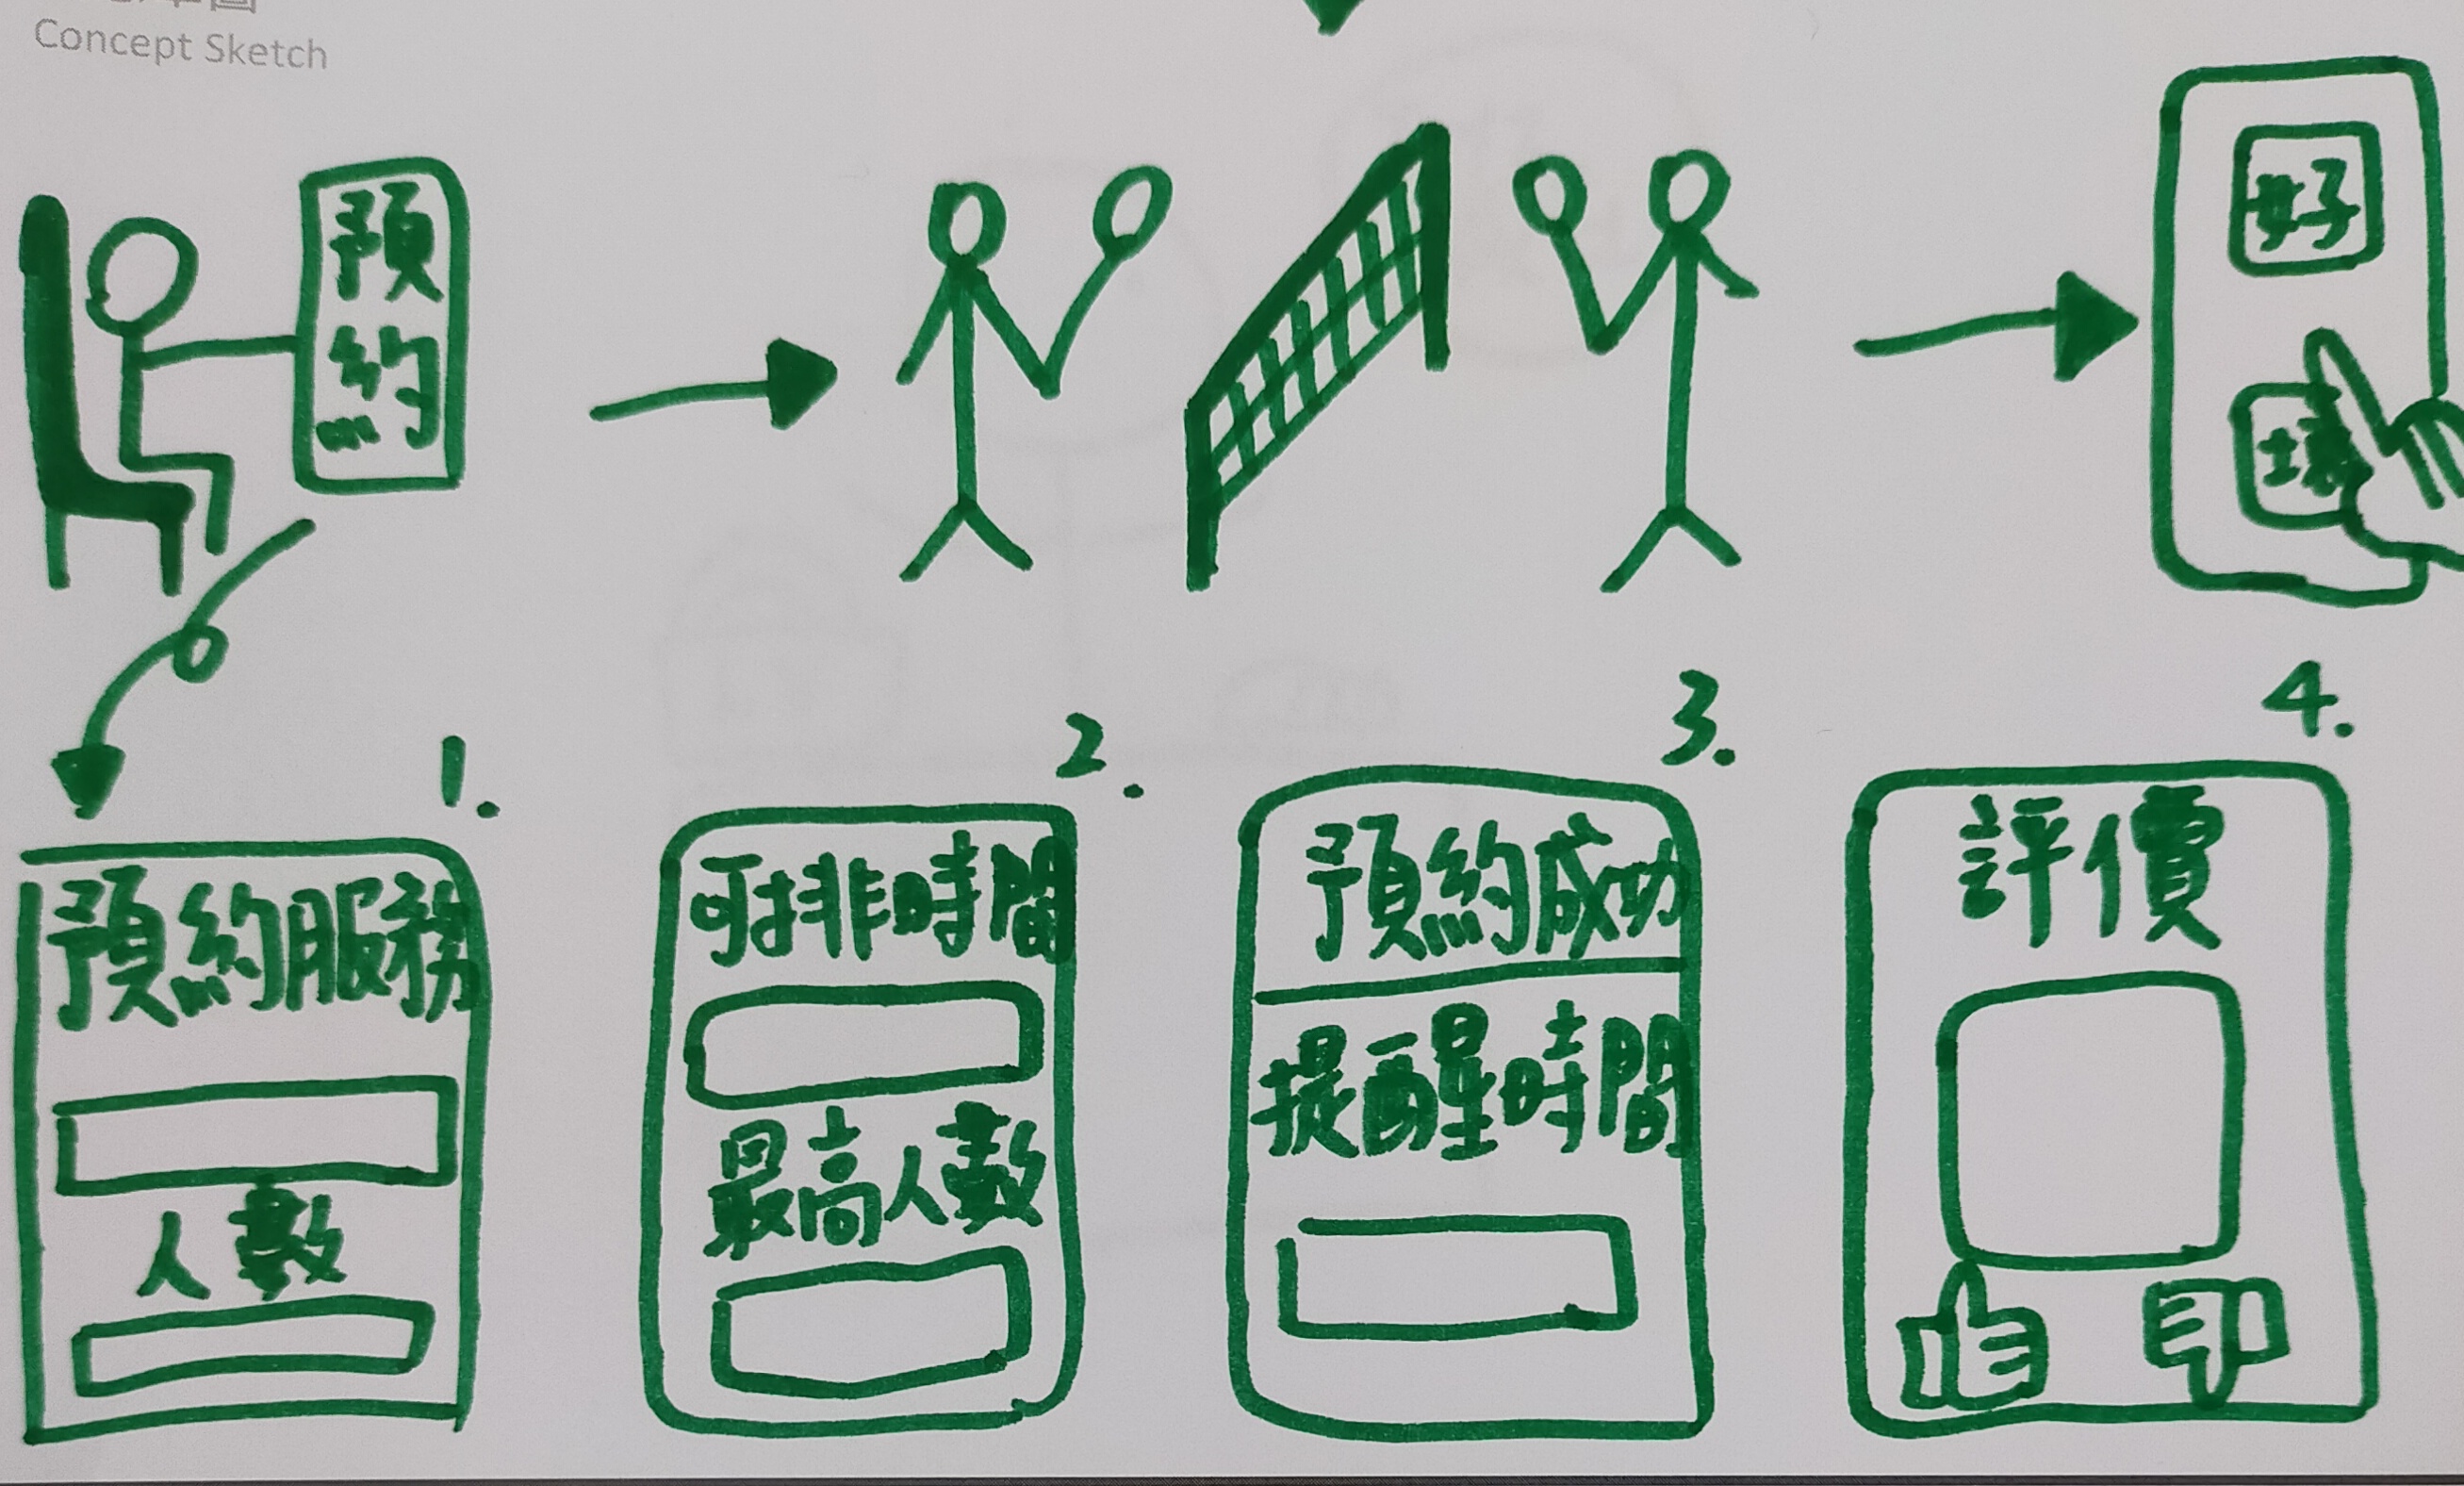 Concept Sketch
預
約
好
壞
1.
2.
3.
4.
預約服務
人數
可排時間
最高人數
預約成功
提醒時間
評價